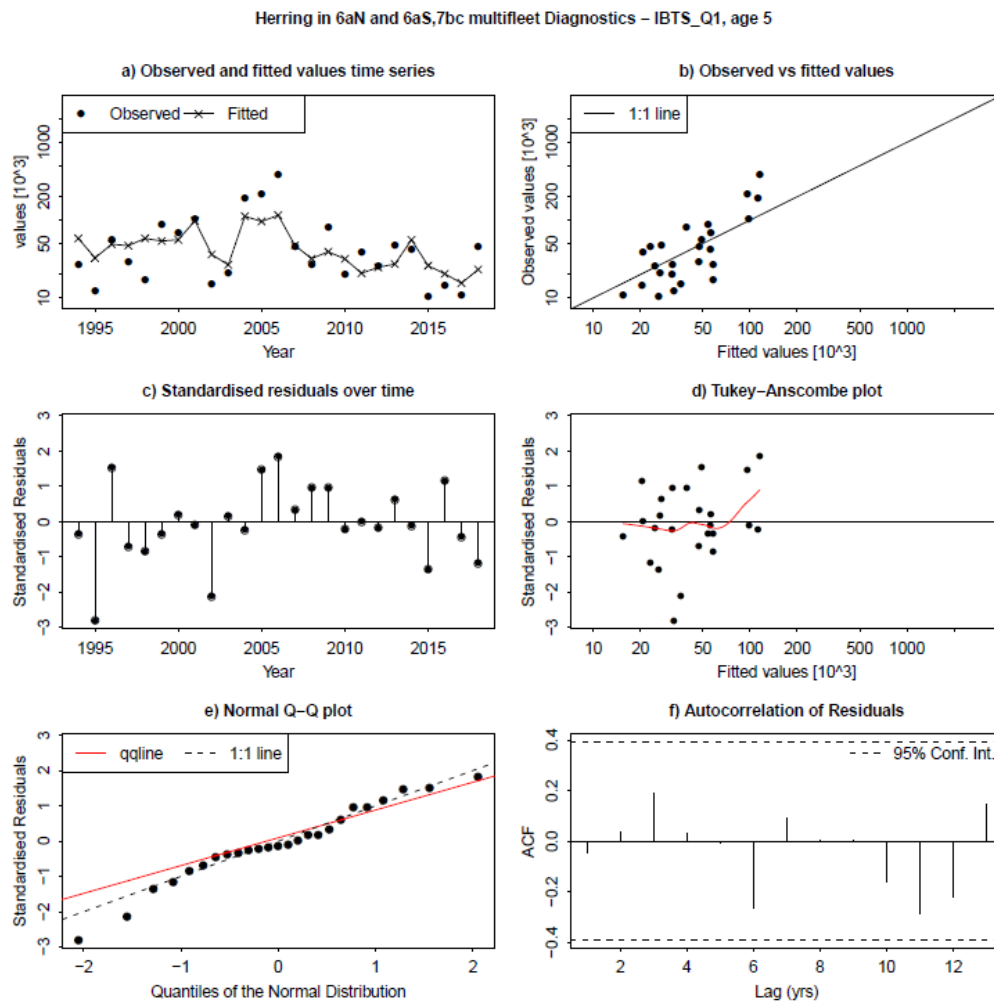 Herring in 6aN and 6aS,7bc multifleet Diagnostics – IBTS_Q1, age 5
a) Observed and fitted values time series
values [10^3]
1000
200
50
10
Observed
Fitted
1995 2000 2005 2010 2015
Year
b) Observed vs fitted values
Observed values [10^3]
1000
200
50
10
1:1 line
10 20 50 100 200 500 1000
Fitted values [10^3]
c) Standardised residuals over time
Standardised Residuals
3
2
1
0
−1
−2
−3
1995 2000 2005 2010 2015
Year
d) Tukey−Anscombe plot
Standardised Residuals
3
2
1
0
−1
−2
−3
10 20 50 100 200 500 1000
Fitted values [10^3]
e) Normal Q−Q plot
Standardised Residuals
3
2
1
0
−1
−2
−3
qqline
1:1 line
−2 −1 0 1 2
Quantiles of the Normal Distribution
f) Autocorrelation of Residuals
ACF
0.4
0.2
0.0
−0.2
−0.4
95% Conf. Int.
2 4 6 8 10 12
Lag (yrs)